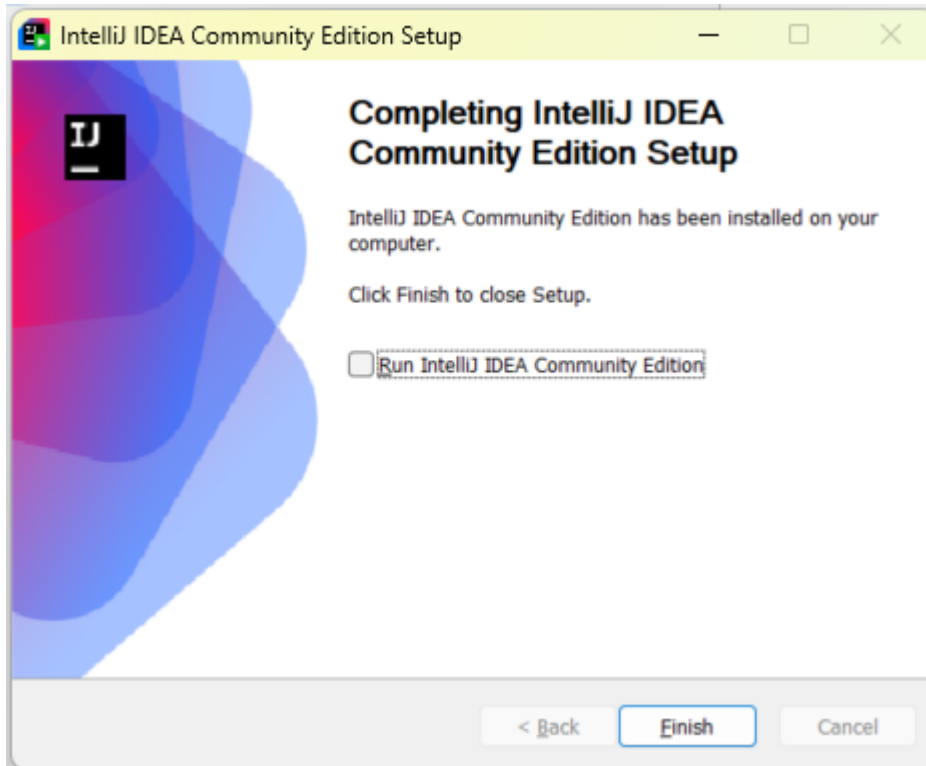 IntelliJ IDEA Community Edition Setup
IJ
Completing IntelliJ IDEA
Community Edition Setup
IntelliJ IDEA Community Edition has been installed on your
computer.
Click Finish to close Setup.
Run IntelliJ IDEA Community Edition
< Back
Finish
Cancel